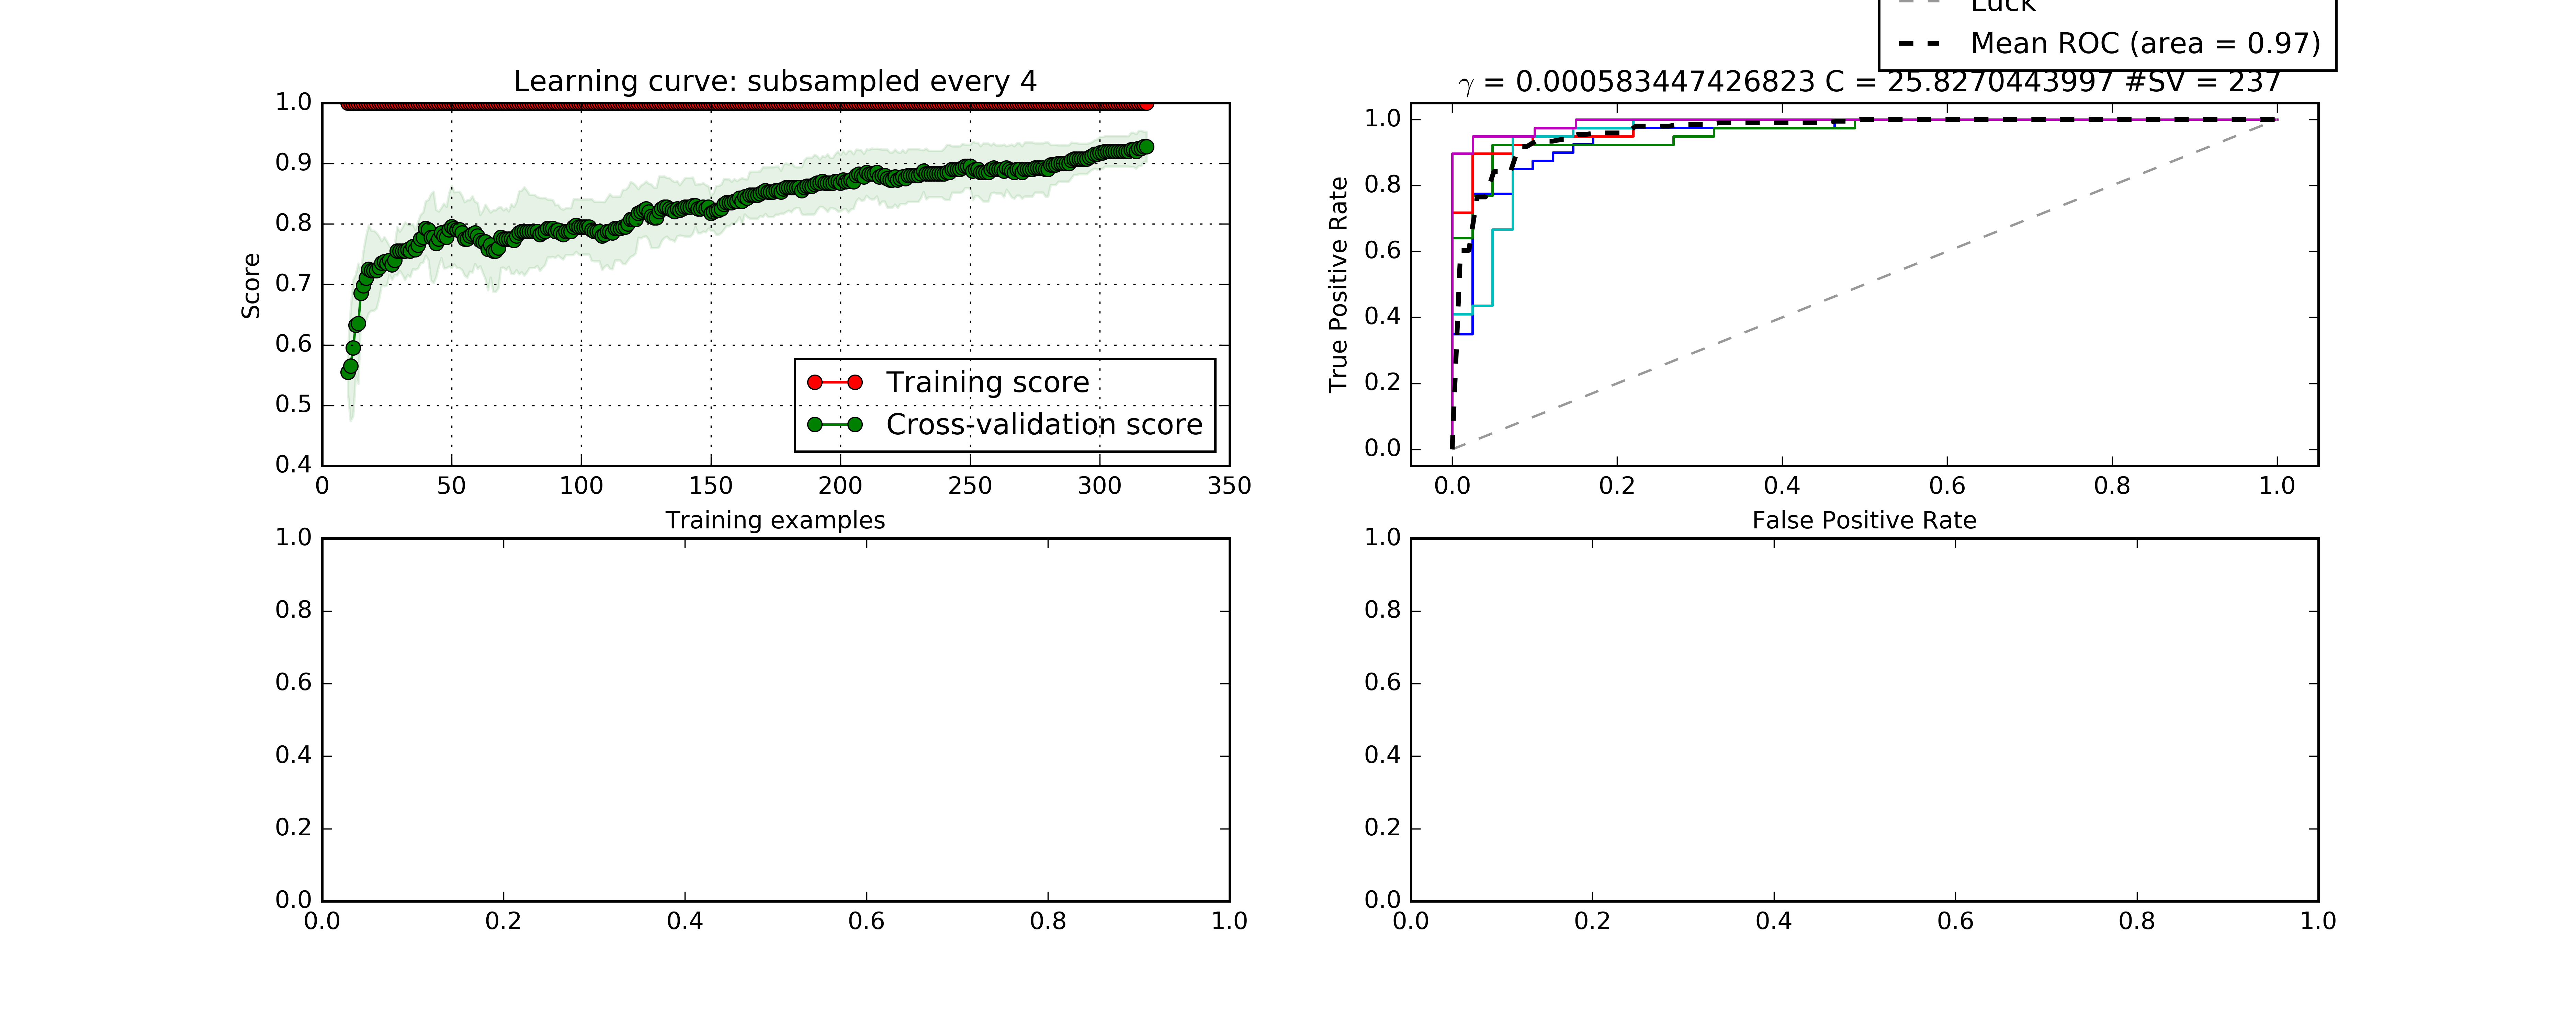 Luck
Mean ROC (area = 0.97)
Learning curve: subsampled every 4
γ = 0.000583447426823 C = 25.8270443997 #SV = 237
1.0
0.9
0.8
0.7
0.6
0.5
0.4
Score
Training score
Cross-validation score
0 50 100 150 200 250 300 350
Training examples
1.0
0.8
0.6
0.4
0.2
0.0
True Positive Rate
0.0 0.2 0.4 0.6 0.8 1.0
False Positive Rate
1.0
0.8
0.6
0.4
0.2
0.0
0.0 0.2 0.4 0.6 0.8 1.0
1.0
0.8
0.6
0.4
0.2
0.0
0.0 0.2 0.4 0.6 0.8 1.0